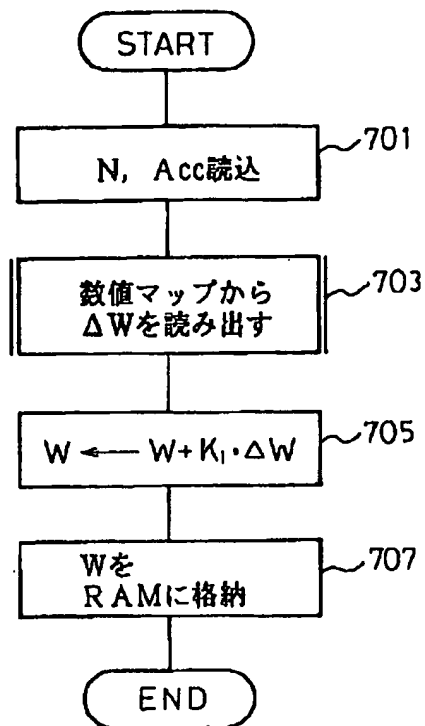 START
N, Acc読込
701
数値マップから
ΔWを読み出す
703
W ← W+K₁・ΔW
705
Wを
RAMに格納
707
END